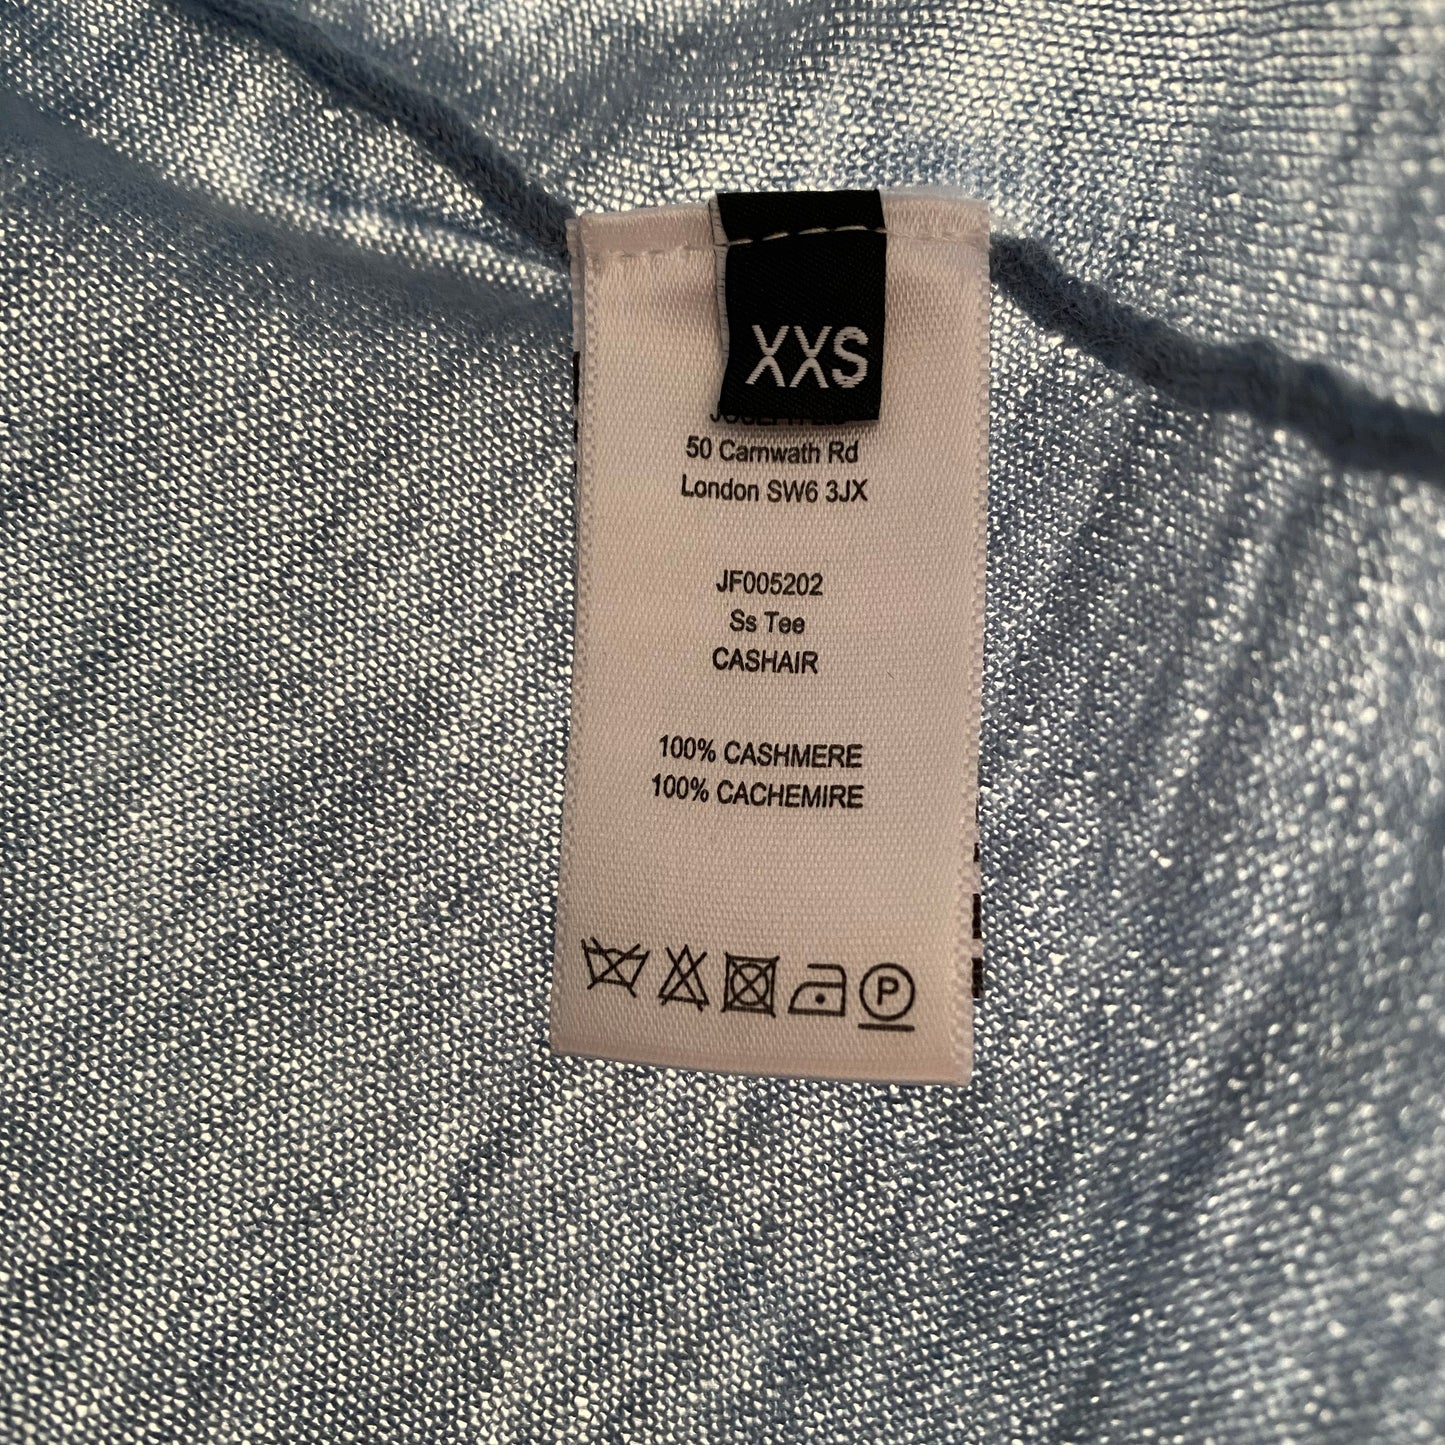 XXS
50 Carnwath Rd
London SW6 3JX
JF005202
Ss Tee
CASHAIR
100% CASHMERE
100% CACHEMIRE
P